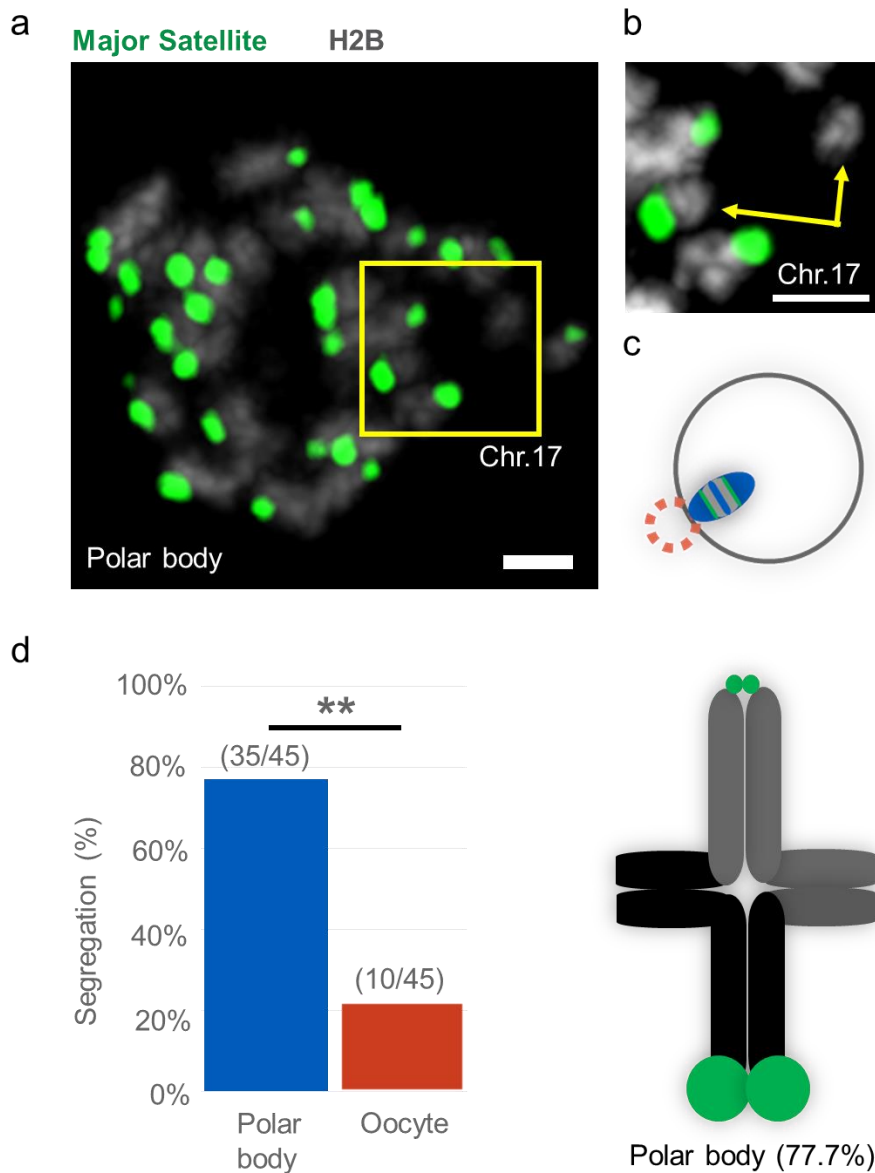 a
Major Satellite H2B
Chr.17
Polar body
b
Chr.17
c
d
Segregation (%)
100%
80%
60%
40%
20%
0%
**
(35/45)
(10/45)
Polar
body
Oocyte
Polar body (77.7%)